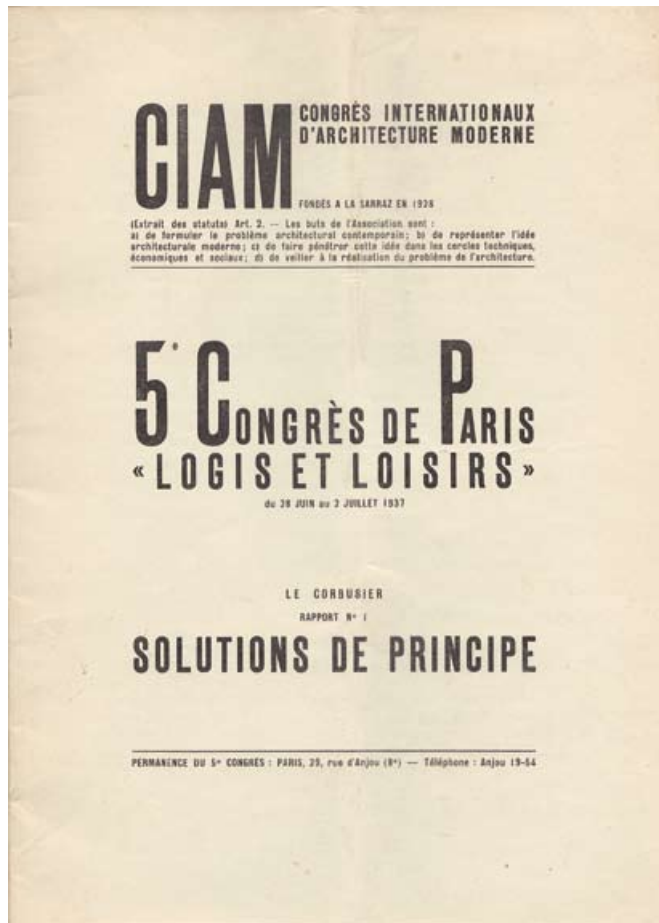 CIAM
CONGRÈS INTERNATIONAUX
D'ARCHITECTURE MODERNE
FONDÉS A LA SARRAZ EN 1928
(Extrait des statuts) Art. 2. — Les buts de l'Association sont :
a) de formuler le problème architectural contemporain ; b) de représenter l'idée
architecturale moderne ; c) de faire pénétrer cette idée dans les cercles techniques,
économiques et sociaux ; d) de veiller à la réalisation du problème de l'architecture.
5e CONGRÈS DE PARIS
« LOGIS ET LOISIRS »
du 28 JUIN au 2 JUILLET 1937
LE CORBUSIER
RAPPORT No 1
SOLUTIONS DE PRINCIPE
PERMANENCE DU 5e CONGRÈS : PARIS, 29, rue d'Anjou (8e) — Téléphone : Anjou 19-54